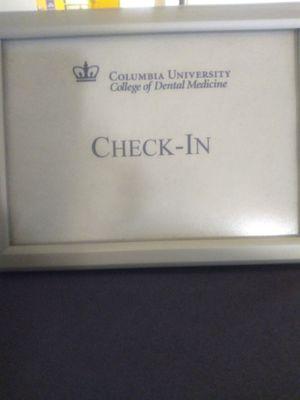 COLUMBIA UNIVERSITY
College of Dental Medicine
CHECK-IN